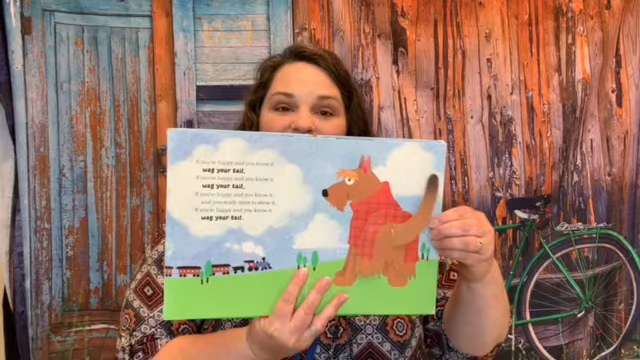 If you're happy and you know it,
wag your tail.
If you're happy and you know it,
wag your tail.
If you're happy and you know it,
and you really want to show it,
If you're happy and you know it
wag your tail.